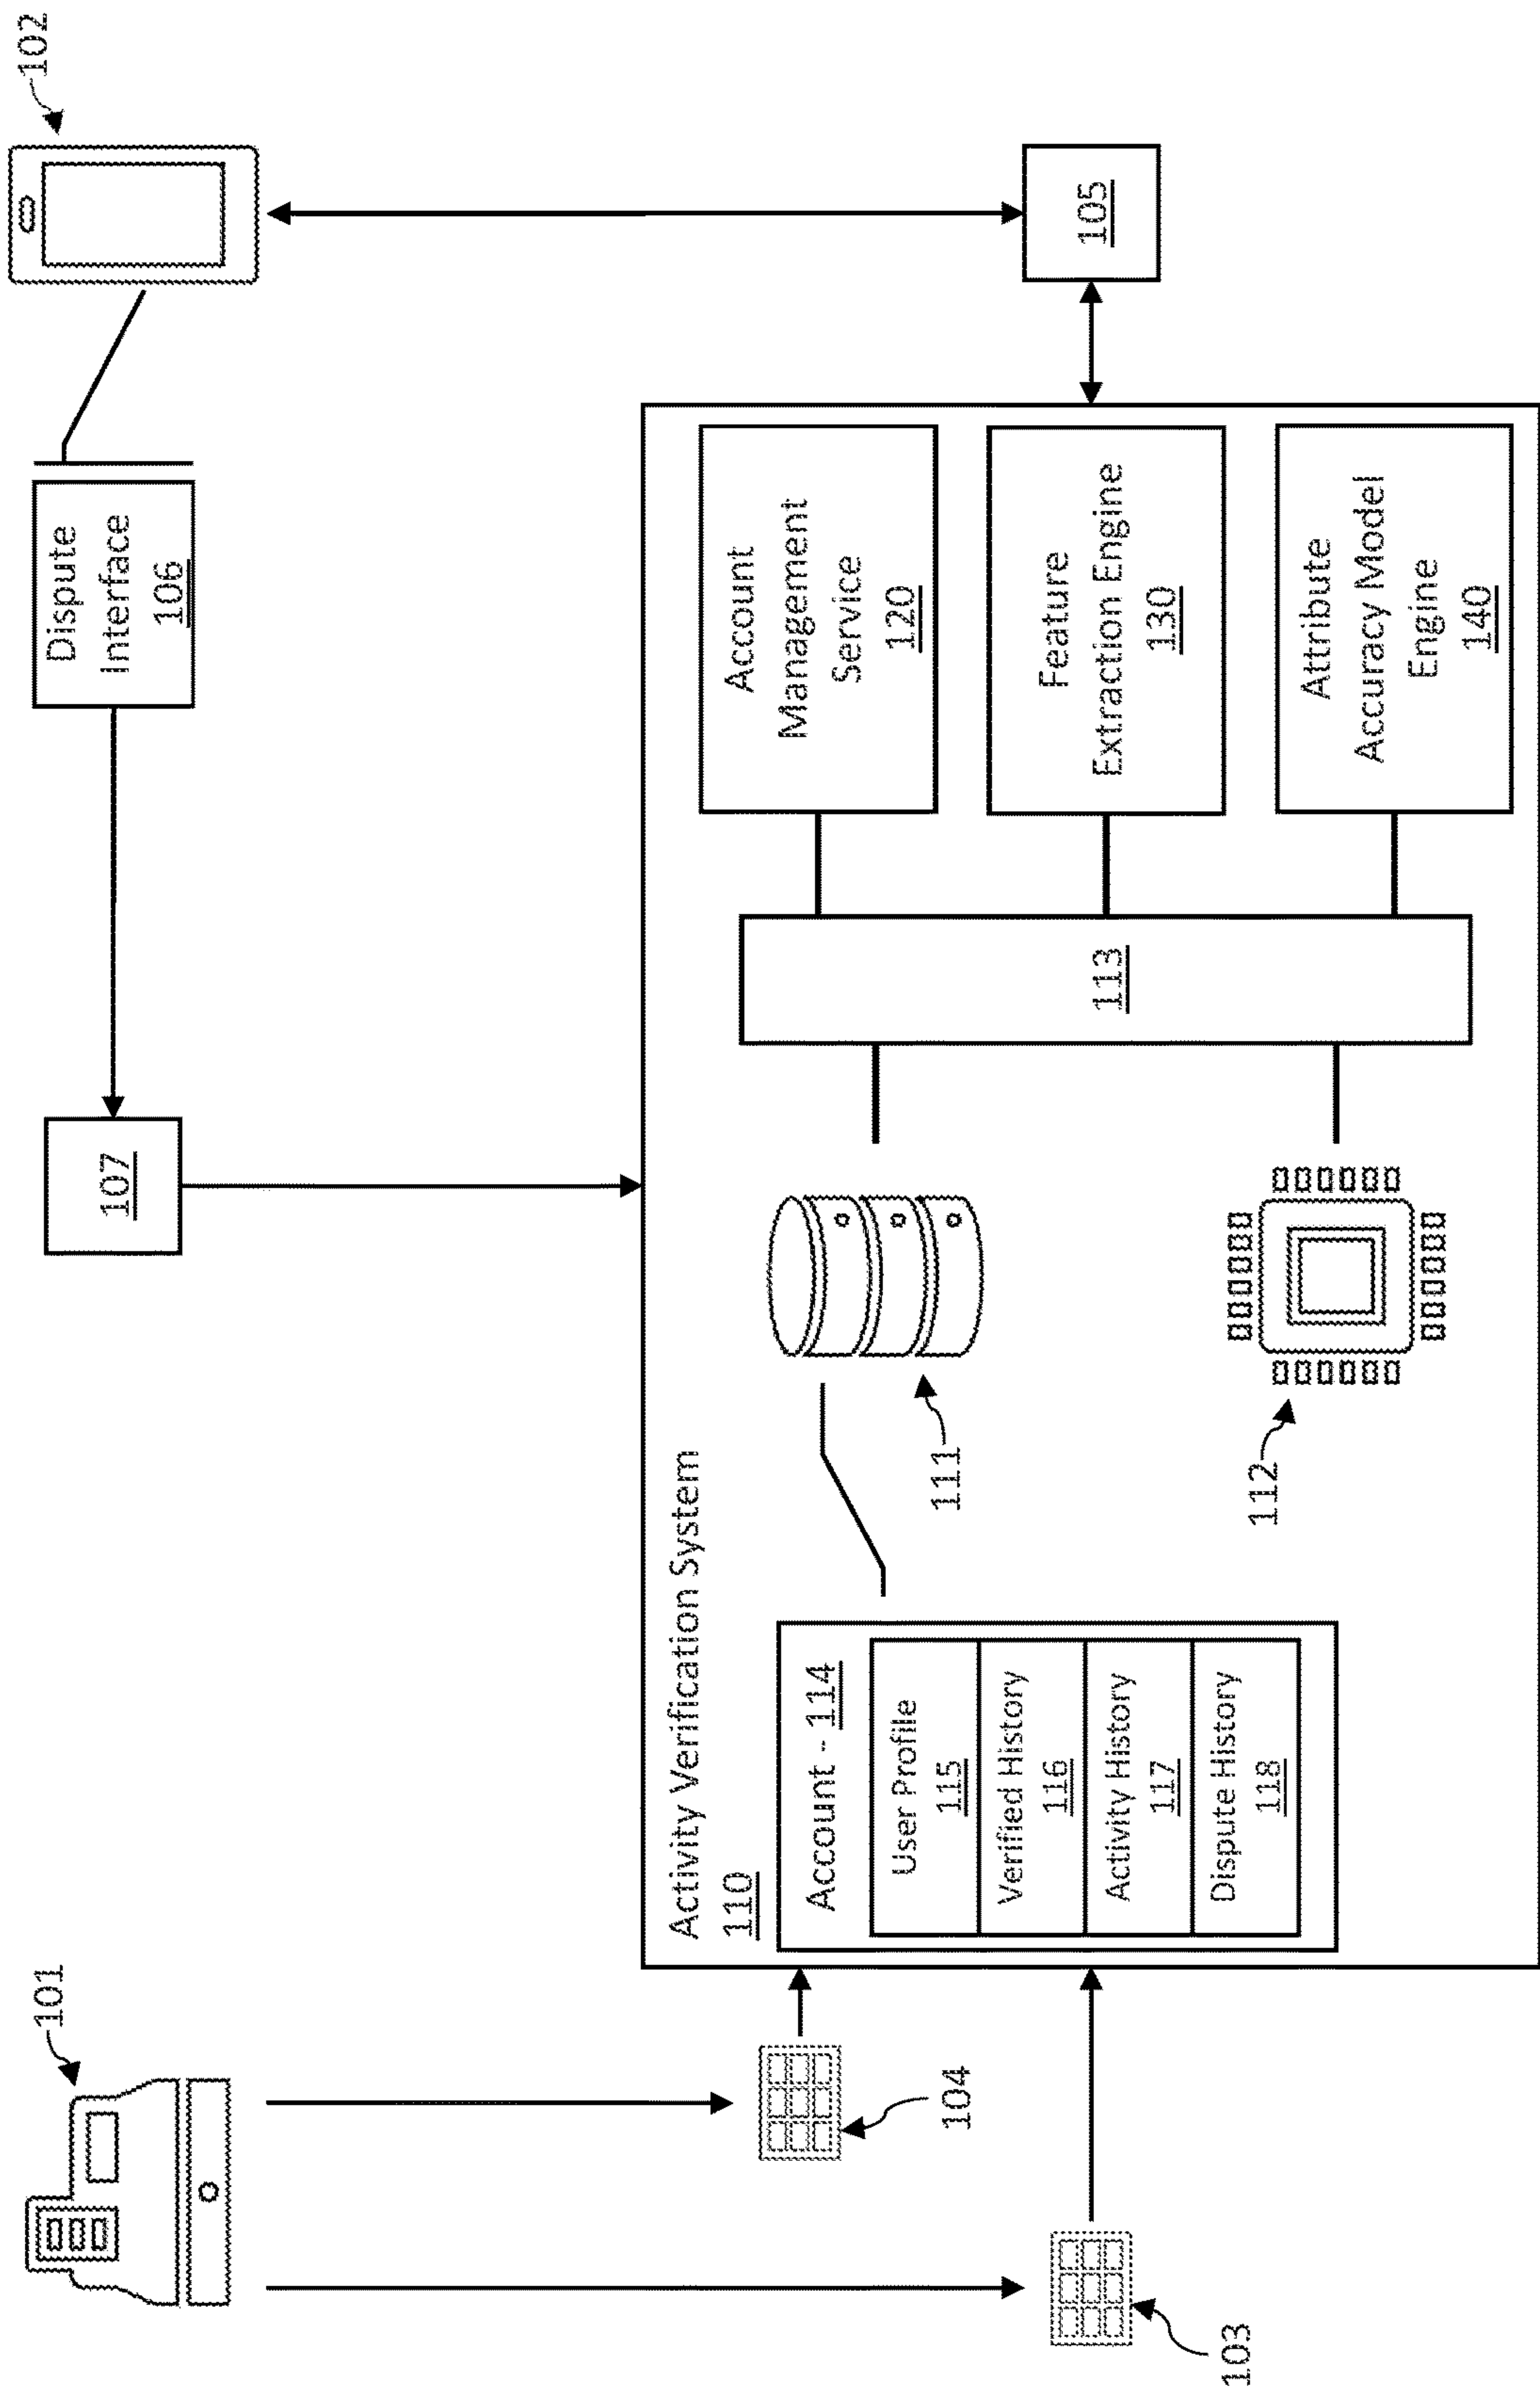 101
102
Dispute
Interface
106
107
105
104
103
Activity Verification System
110
Account - 114
User Profile
115
Verified History
116
Activity History
117
Dispute History
118
111
112
113
Account
Management
Service
120
Feature
Extraction Engine
130
Attribute
Accuracy Model
Engine
140